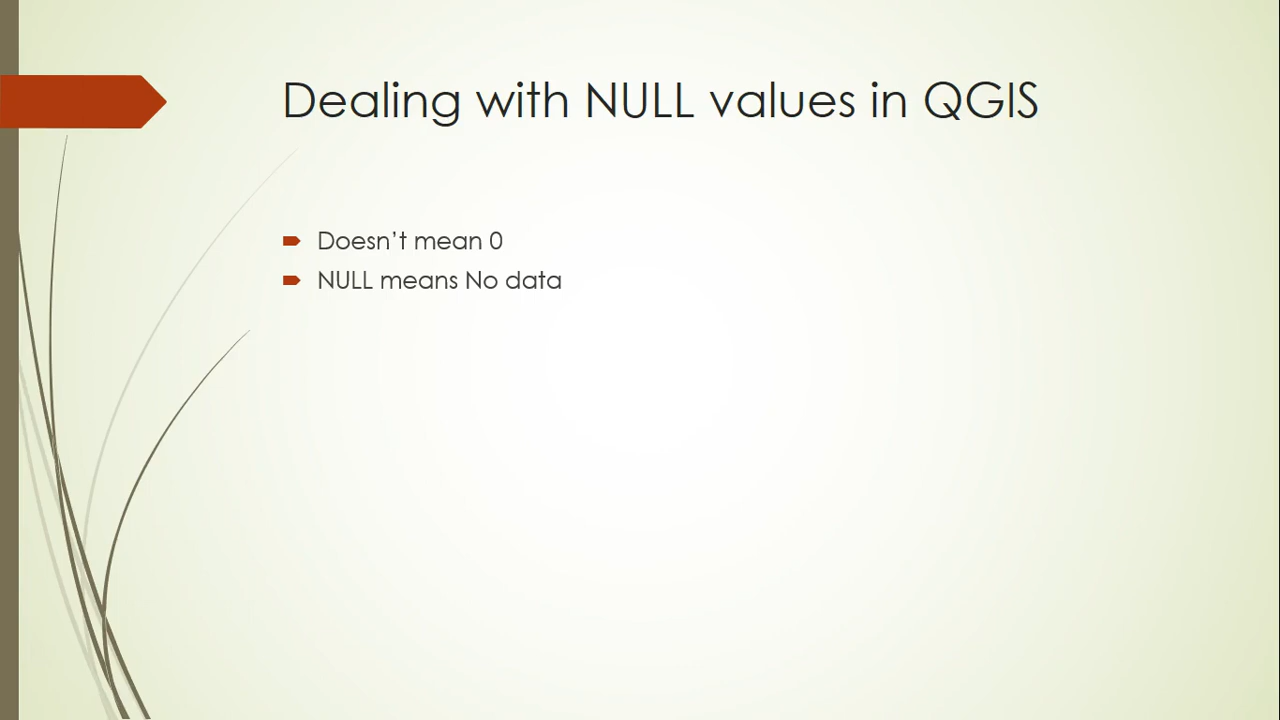 Dealing with NULL values in QGIS
Doesn’t mean 0
NULL means No data